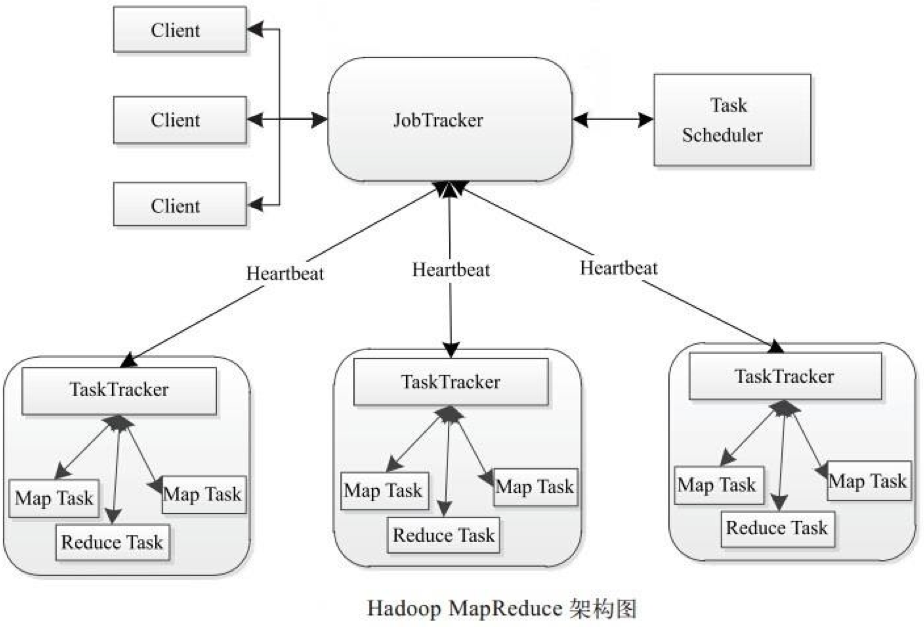 Client
Client
Client
JobTracker
Task
Scheduler
Heartbeat
Heartbeat
Heartbeat
TaskTracker
Map Task
Map Task
Reduce Task
TaskTracker
Map Task
Map Task
Reduce Task
TaskTracker
Map Task
Map Task
Reduce Task
Hadoop MapReduce 架构图